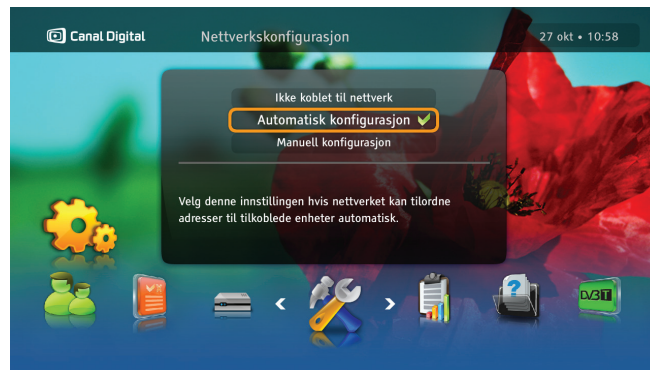 Canal Digital
Nettverkskonfigurasjon
27 okt • 10:58
Ikke koblet til nettverk
Automatisk konfigurasjon
Manuell konfigurasjon
Velg denne innstillingen hvis nettverket kan tilordne
adresser til tilkoblede enheter automatisk.
?
DVB T